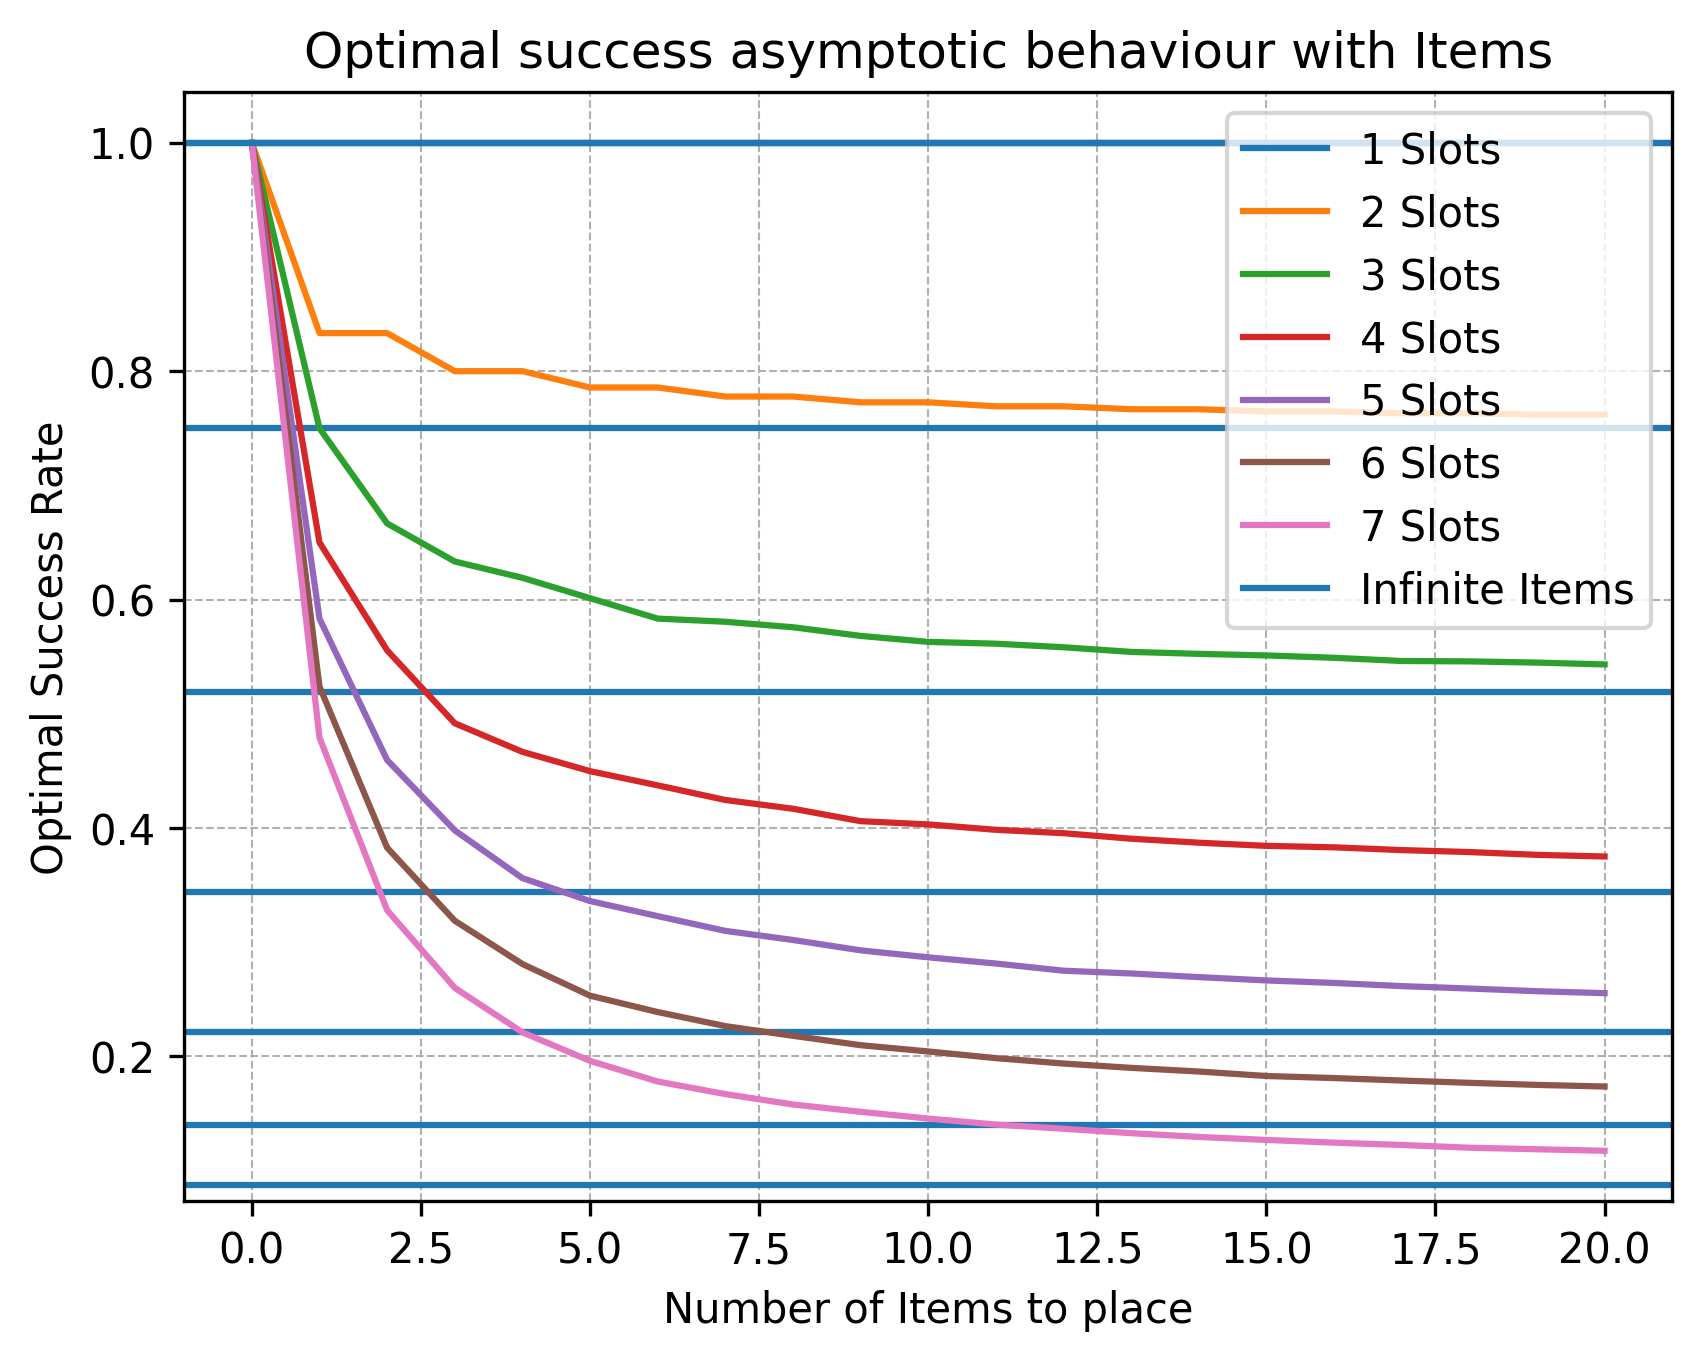 Optimal success asymptotic behaviour with Items
1.0
0.8
0.6
0.4
0.2
Optimal Success Rate
1 Slots
2 Slots
3 Slots
4 Slots
5 Slots
6 Slots
7 Slots
Infinite Items
0.0 2.5 5.0 7.5 10.0 12.5 15.0 17.5 20.0
Number of Items to place